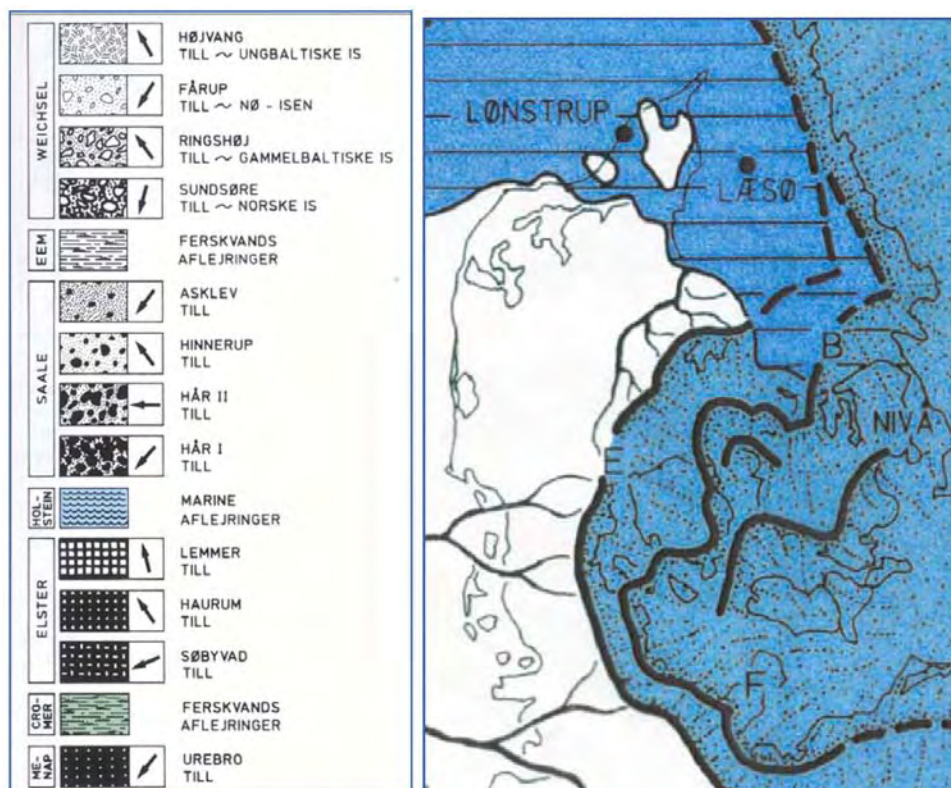 WEICHSEL
HØJVANG
TILL ~ UNGBALTISKE IS
FÅRUP
TILL ~ NØ - ISEN
RINGSHØJ
TILL ~ GAMMELBALTISKE IS
SUNDSØRE
TILL ~ NORSKE IS
EEM
FERSKVANDS
AFLEJRINGER
SAALE
ASKLEV
TILL
HINNERUP
TILL
HÅR II
TILL
HÅR I
TILL
HOL-
STEIN
MARINE
AFLEJRINGER
ELSTER
LEMMER
TILL
HAURUM
TILL
SØBYVAD
TILL
CRO-
MER
FERSKVANDS
AFLEJRINGER
ME-
NAP
UREBRO
TILL
LØNSTRUP
LÆSØ
B
NIVÅ
E
D
F